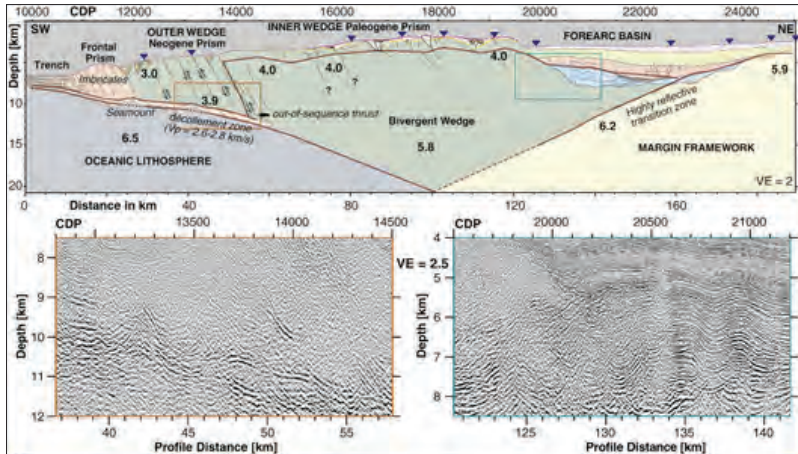 10000 CDP 12000 14000 16000 18000 20000 22000 24000
SW OUTER WEDGE Neogene Prism INNER WEDGE Paleogene Prism FOREARC BASIN NE
Frontal Prism
Trench
Imbricates
3.0 4.0 4.0 4.0 5.9
? ?
3.9
Seamount
décollement zone
(Vp = 2.6-2.8 km/s)
out-of-sequence thrust
Bivergent Wedge
5.8
6.5
OCEANIC LITHOSPHERE
6.2
Highly reflective transition zone
MARGIN FRAMEWORK
VE = 2
Depth [km]
5
10
15
20
0 Distance in km 40 60 80 100 120 140 160
CDP 13500 14000 14500
Depth [km]
8
9
10
11
12
40 45 50 55
Profile Distance [km]
VE = 2.5
CDP 20000 20500 21000
Depth [km]
4
5
6
7
8
125 130 135 140
Profile Distance [km]